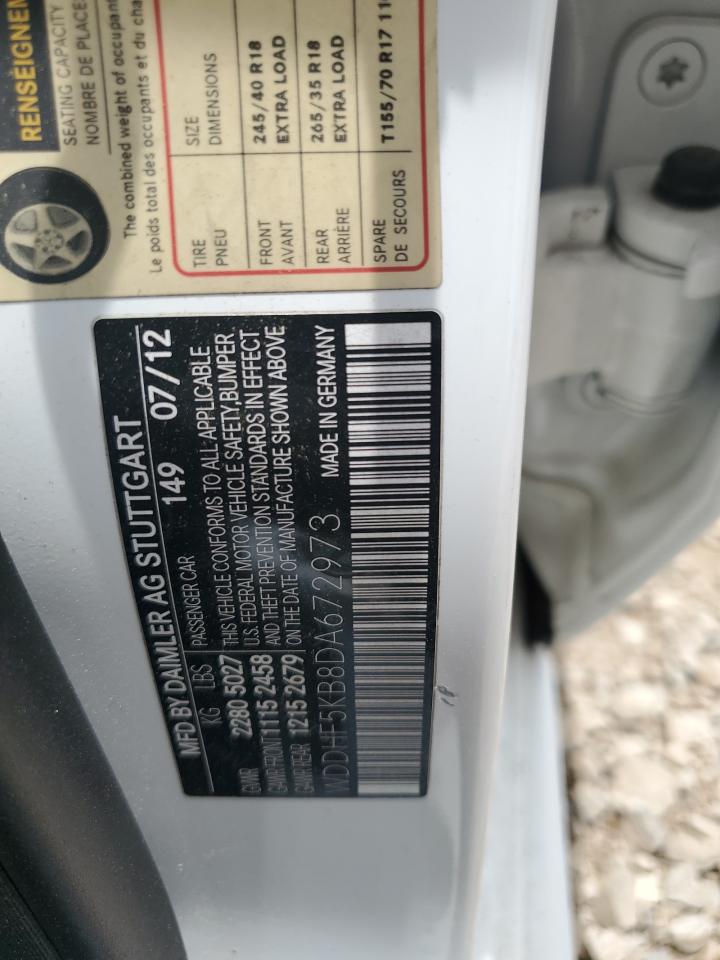 RENSEIGNEM
SEATING CAPACITY
NOMBRE DE PLACES
The combined weight of occupan
Le poids total des occupants et du cha
TIRE SIZE
PNEU DIMENSIONS
FRONT 245/40 R18
AVANT EXTRA LOAD
REAR 265/35 R18
ARRIÈRE EXTRA LOAD
SPARE T155/70 R17 11
DE SECOURS
MFD BY DAIMLER AG STUTTGART
149 07/12
KG LBS PASSENGER CAR
GVWR 2280 5027 THIS VEHICLE CONFORMS TO ALL APPLICABLE
U.S. FEDERAL MOTOR VEHICLE SAFETY,BUMPER
GAWR-FRONT 1115 2458 AND THEFT PREVENTION STANDARDS IN EFFECT
GAWR-REAR 1215 2679 ON THE DATE OF MANUFACTURE SHOWN ABOVE
WDDHF5KB8DA672973 MADE IN GERMANY